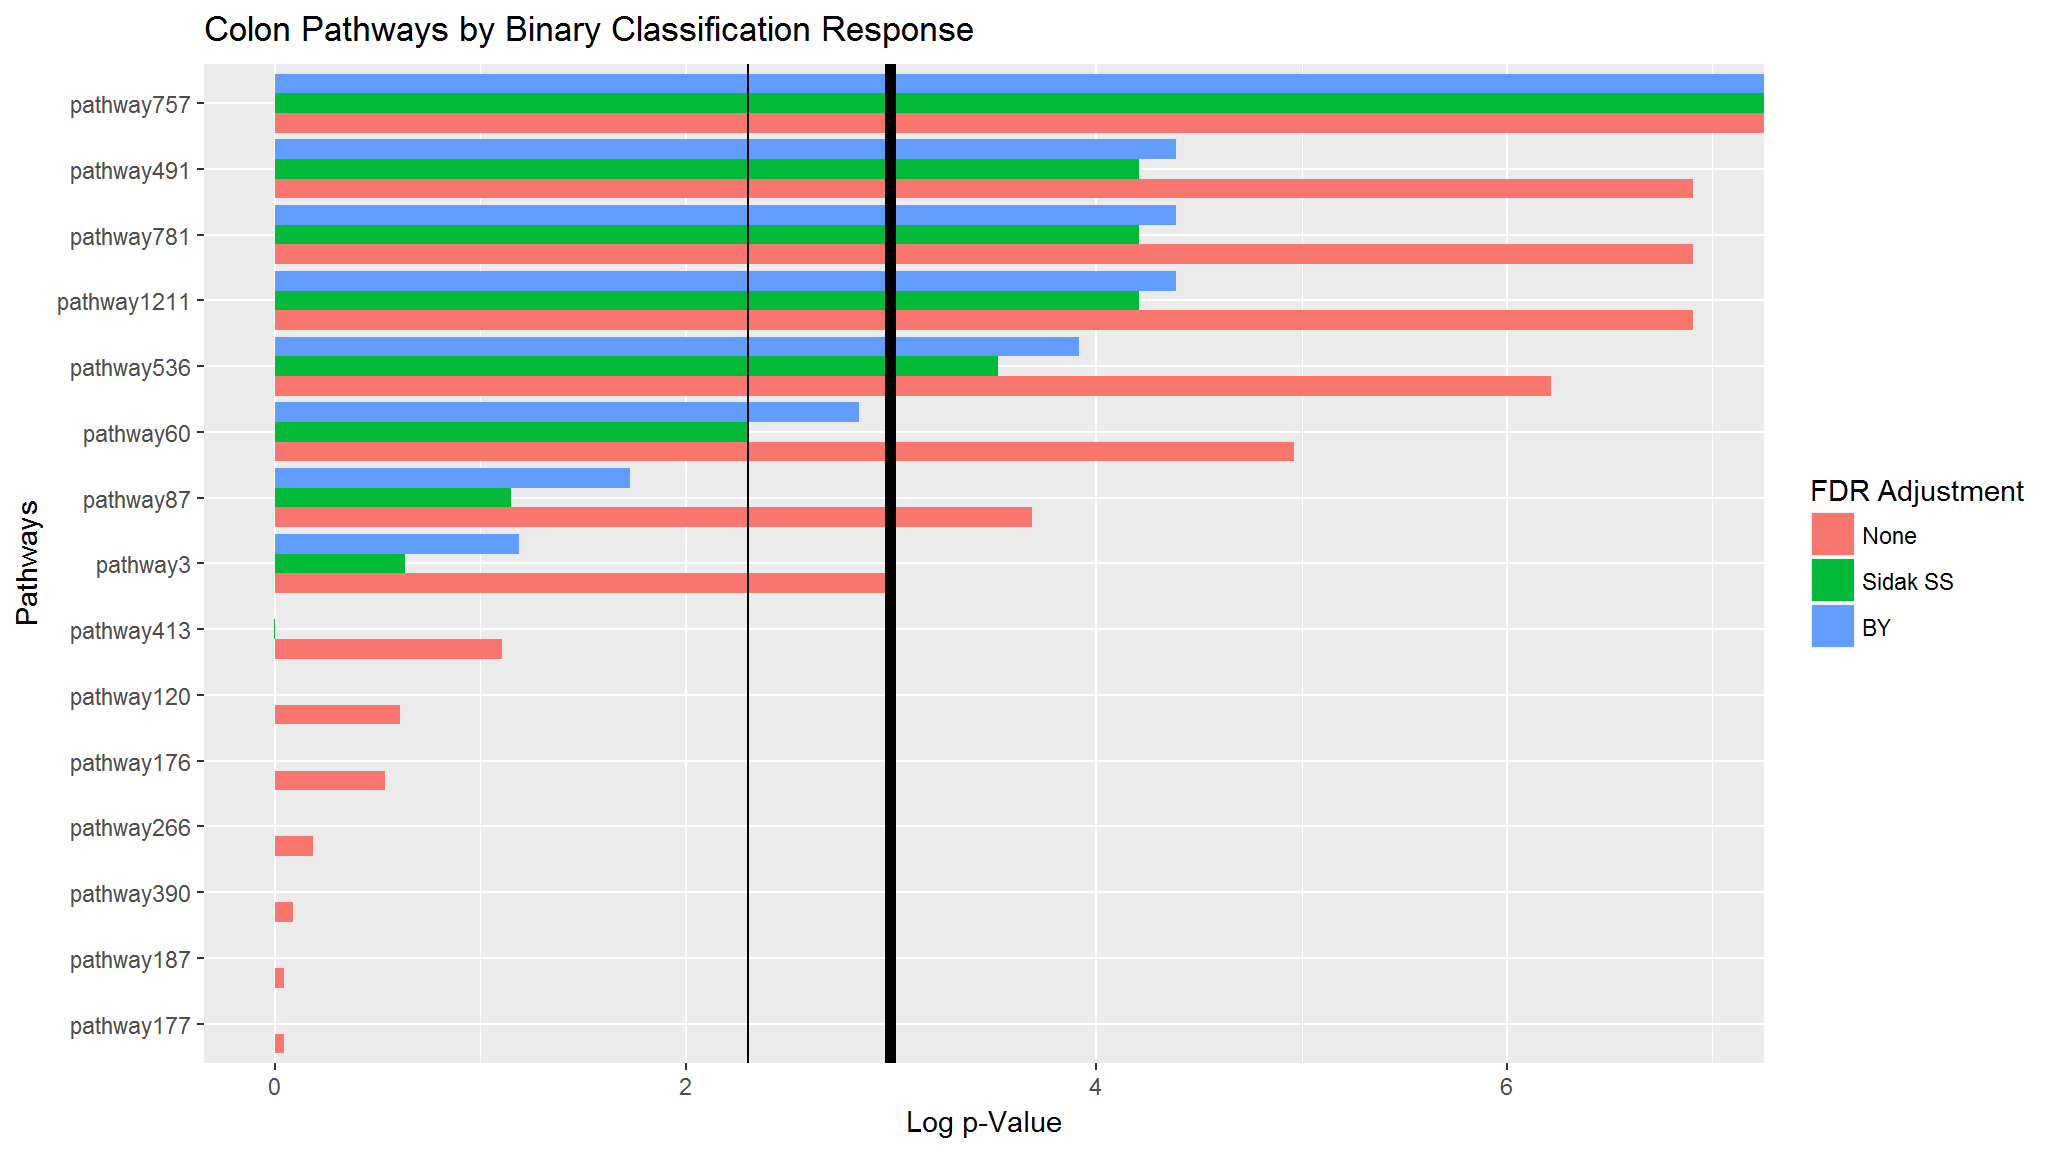 Colon Pathways by Binary Classification Response
pathway757
pathway491
pathway781
pathway1211
pathway536
pathway60
pathway87
pathway3
pathway413
pathway120
pathway176
pathway266
pathway390
pathway187
pathway177
Pathways
0 2 4 6
Log p-Value
FDR Adjustment
None
Sidak SS
BY